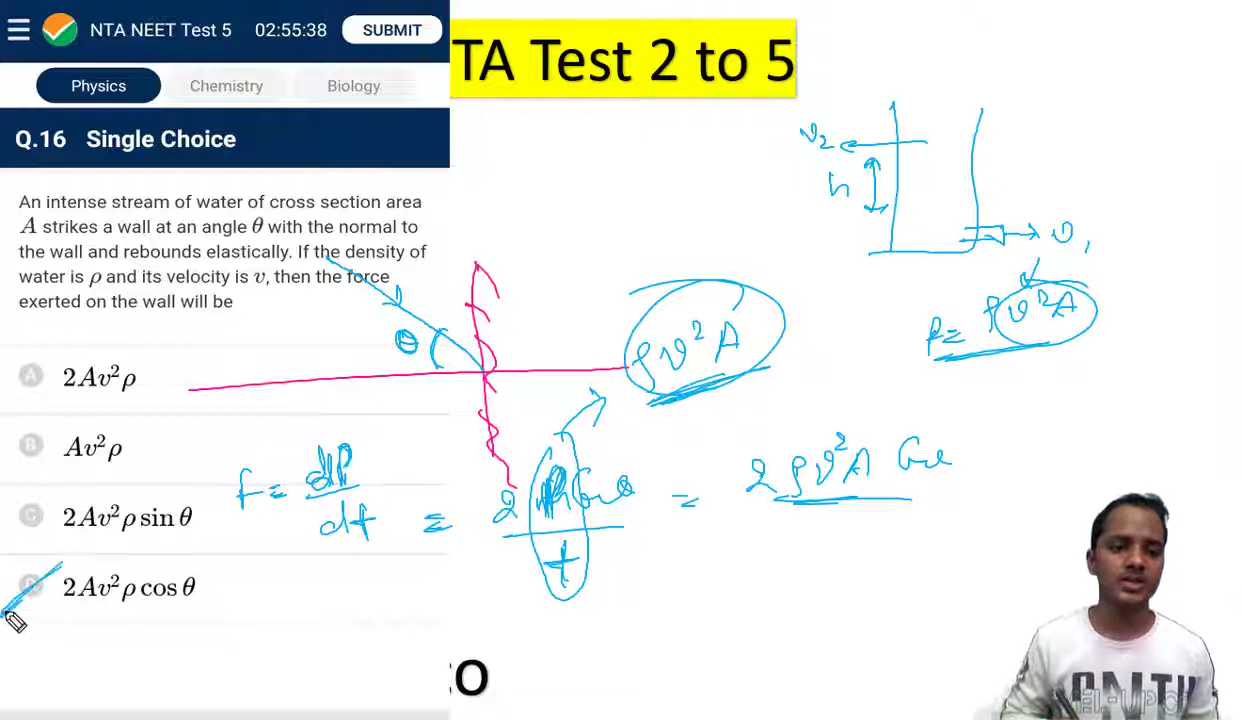 NTA NEET Test 5 02:55:38 SUBMIT
TA Test 2 to 5
Physics Chemistry Biology
Q.16 Single Choice
An intense stream of water of cross section area
A strikes a wall at an angle θ with the normal to
the wall and rebounds elastically. If the density of
water is ρ and its velocity is v, then the force
exerted on the wall will be
A 2Av²ρ
B Av²ρ
C 2Av²ρ sin θ
2Av²ρ cos θ
v₂
h
v₁
F = ρv²A
θ
ρv²A
F = dP/dt
=
2
t
= 2ρv²A